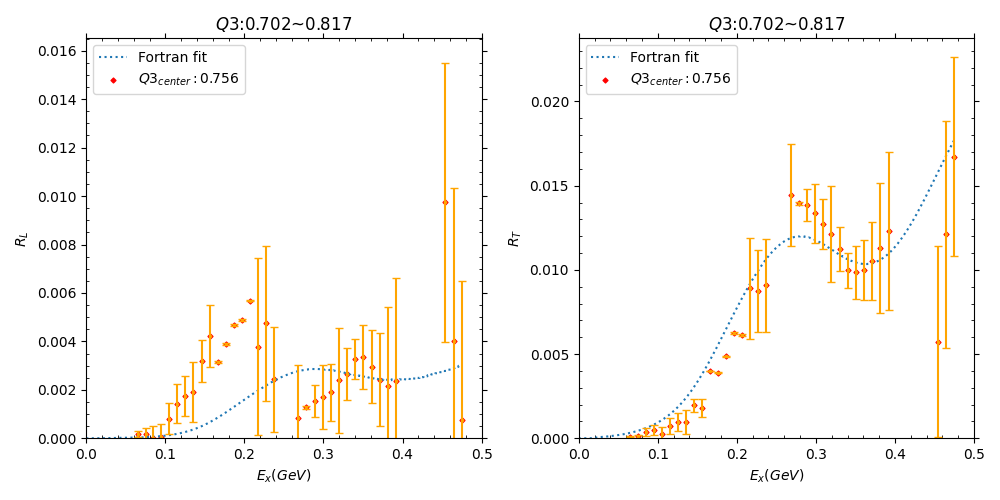 Q3:0.702~0.817
Fortran fit
Q3center:0.756
0.016
0.014
0.012
0.010
0.008
0.006
0.004
0.002
0.000
RL
0.0 0.1 0.2 0.3 0.4 0.5
Ex(GeV)
Q3:0.702~0.817
Fortran fit
Q3center:0.756
0.020
0.015
0.010
0.005
0.000
RT
0.0 0.1 0.2 0.3 0.4 0.5
Ex(GeV)